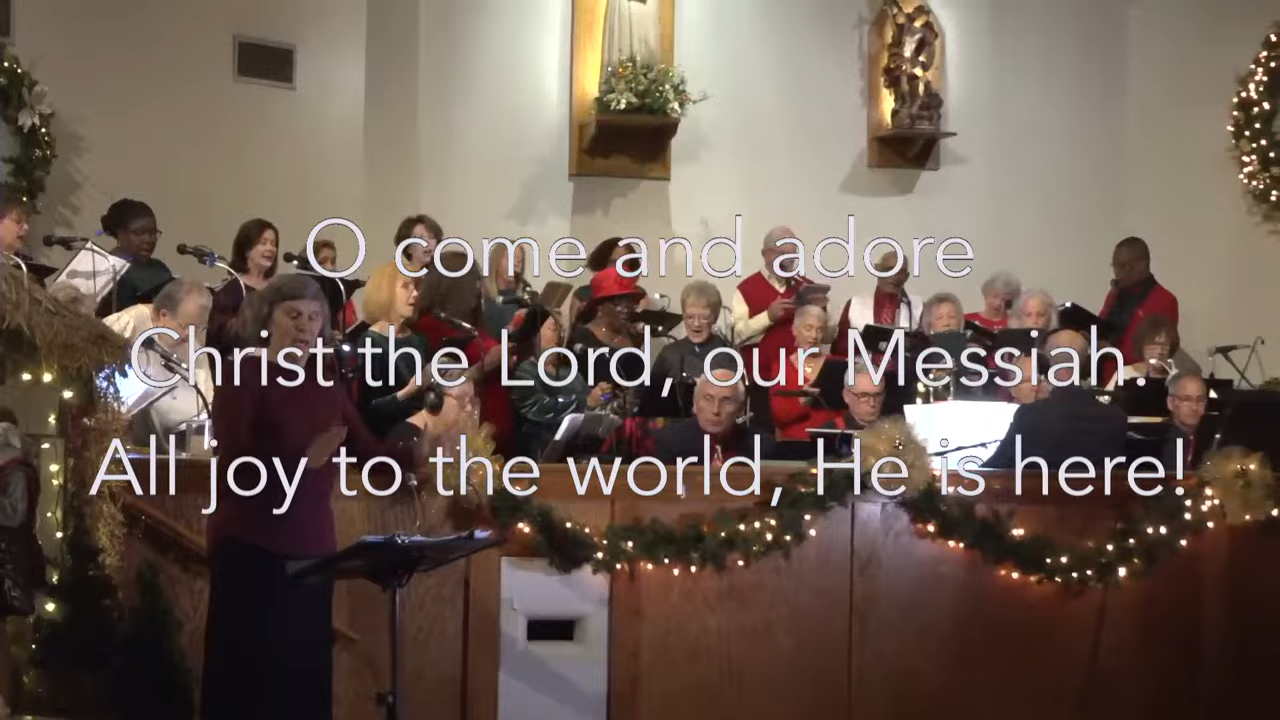 O come and adore
Christ the Lord, our Messiah.
All joy to the world, He is here!